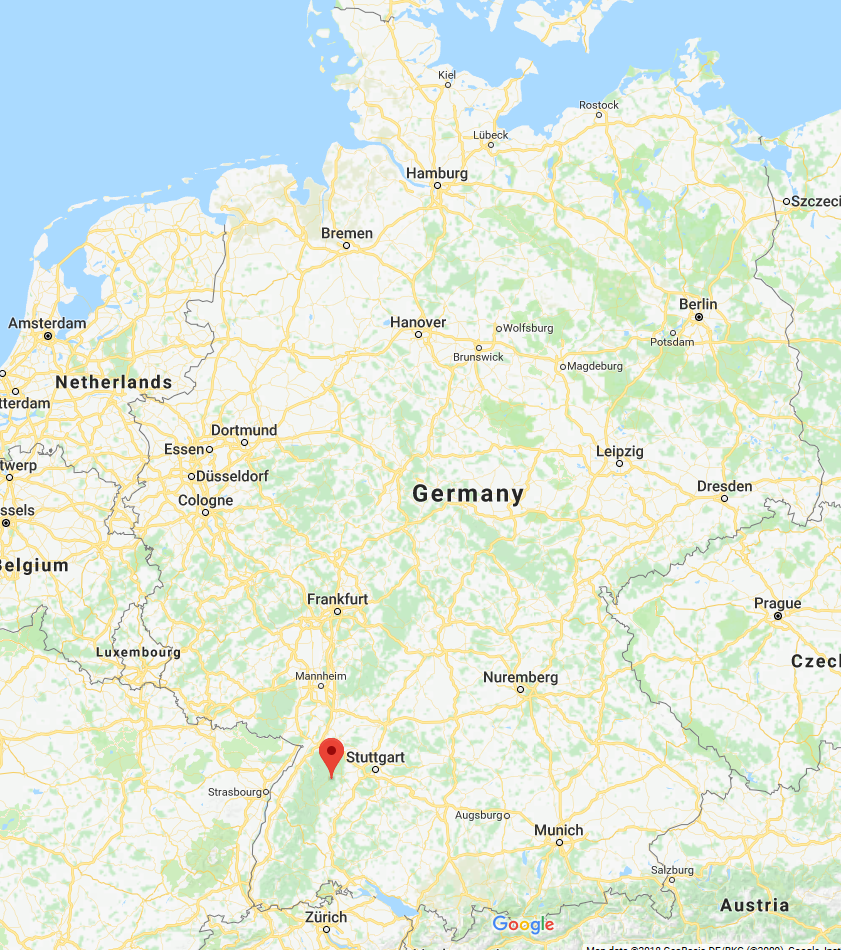 Kiel
Rostock
Lübeck
Hamburg
Szczeci
Bremen
Berlin
Amsterdam
Hanover
Wolfsburg
Potsdam
Brunswick
Magdeburg
Netherlands
tterdam
Dortmund
Essen
Leipzig
twerp
Düsseldorf
Dresden
Germany
Cologne
ssels
Belgium
Frankfurt
Prague
Luxembourg
Czecl
Mannheim
Nuremberg
Stuttgart
Strasbourg
Augsburg
Munich
Salzburg
Austria
Zürich
Google